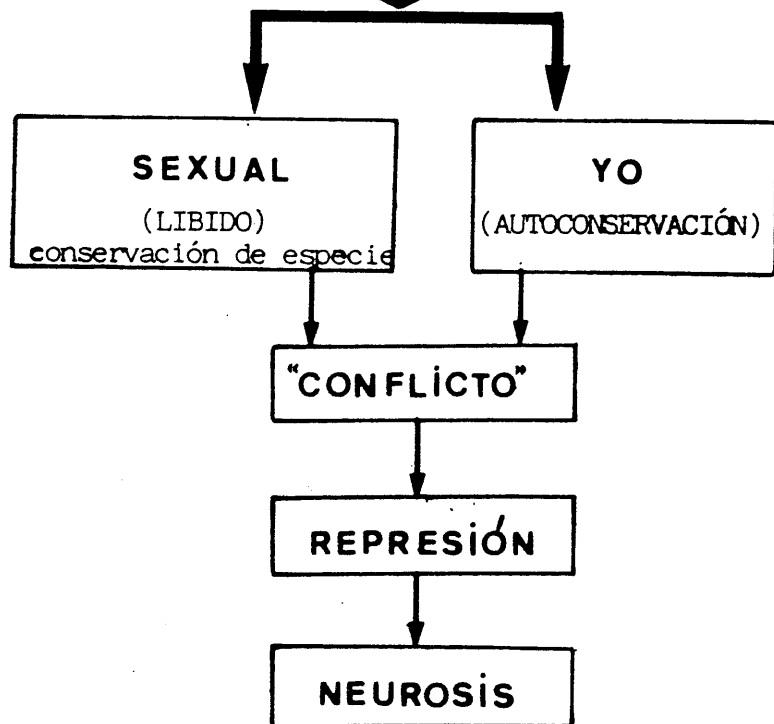 SEXUAL
(LIBIDO)
conservación de especie
YO
(AUTOCONSERVACIÓN)
"CONFLICTO"
REPRESIÓN
NEUROSIS